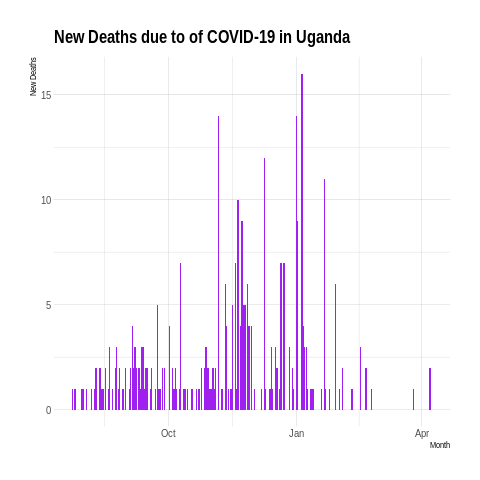 New Deaths due to of COVID-19 in Uganda
New Deaths
15
10
5
0
Oct Jan Apr
Month